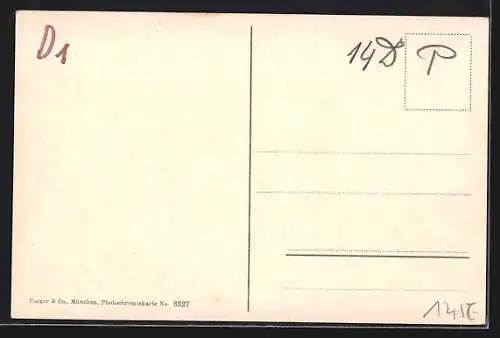 D1
14D P
Purger & Co., München, Photochromiekarte No. 8527